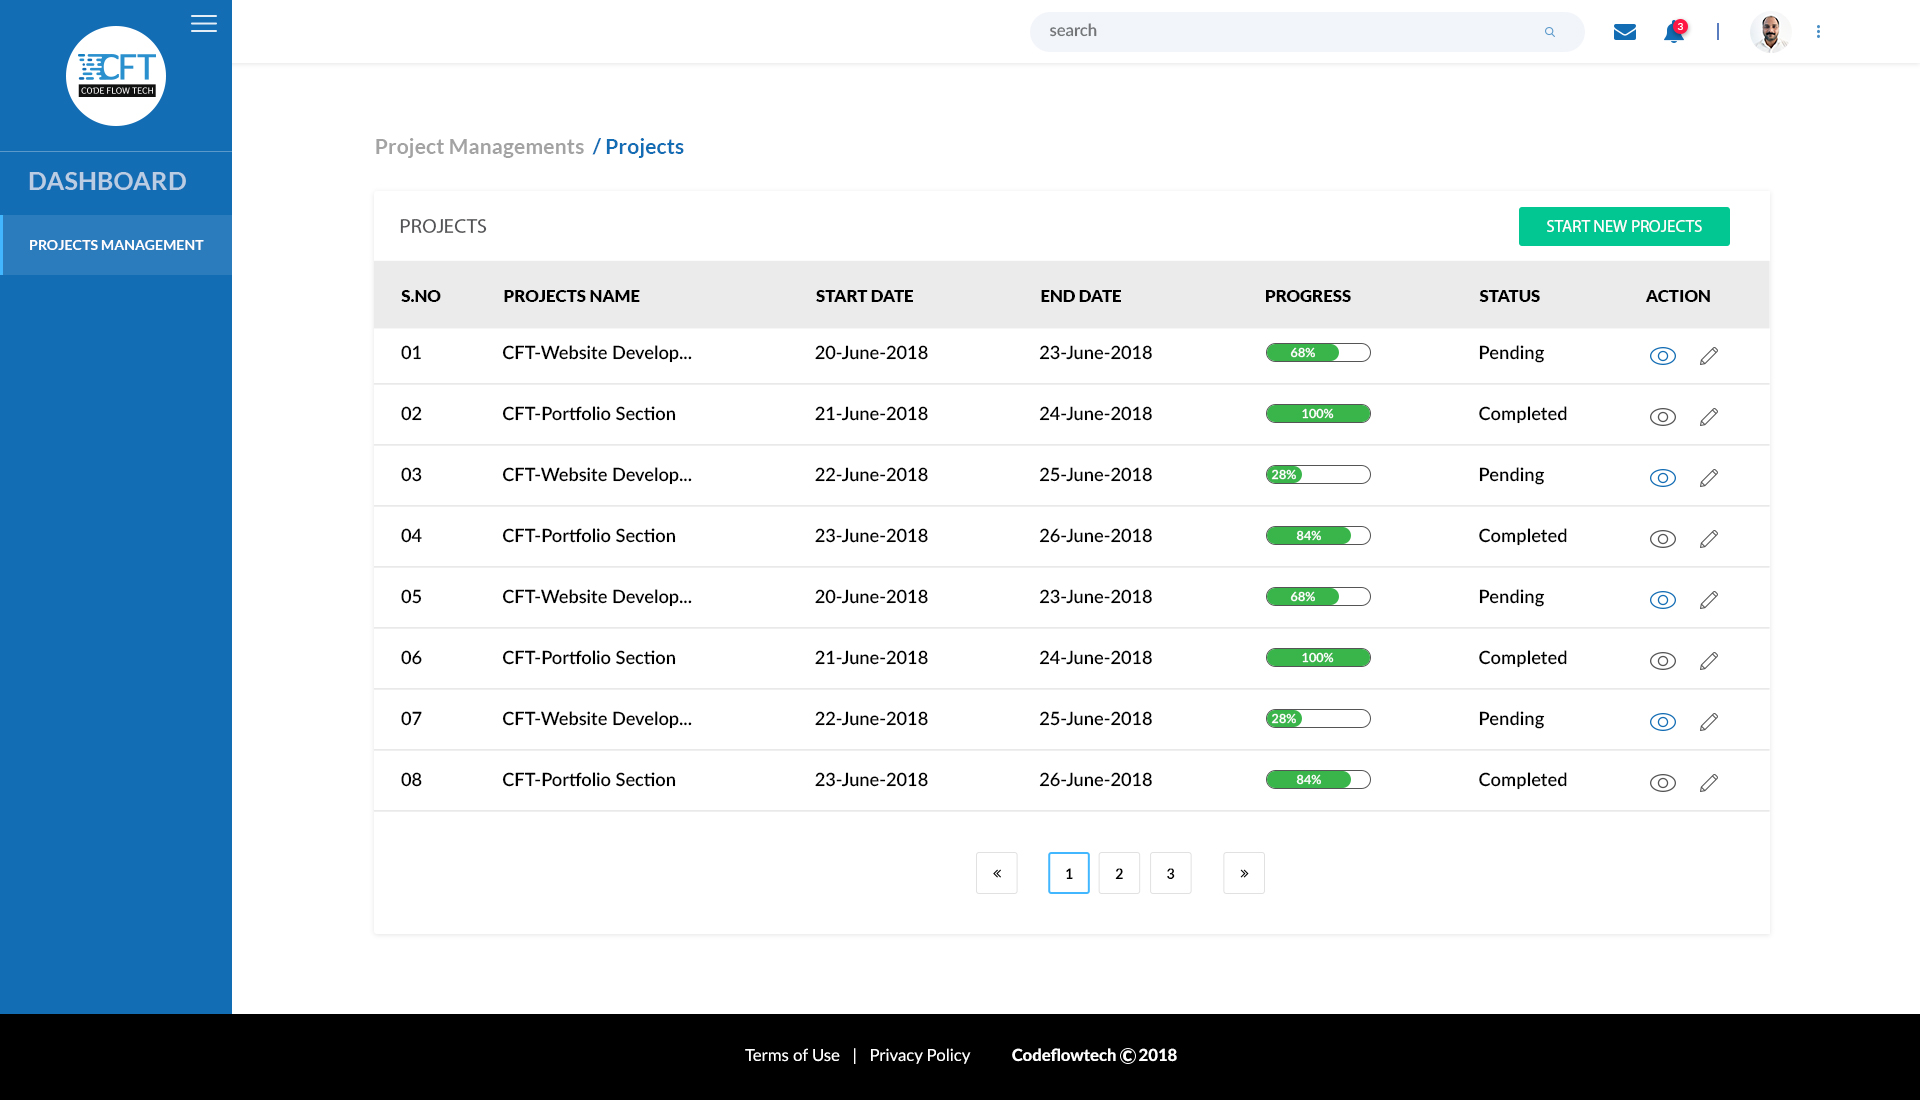 search
3
CFT
CODE FLOW TECH
DASHBOARD
PROJECTS MANAGEMENT
Project Managements / Projects
PROJECTS
START NEW PROJECTS
S.NO PROJECTS NAME START DATE END DATE PROGRESS STATUS ACTION
01 CFT-Website Develop... 20-June-2018 23-June-2018 68% Pending
02 CFT-Portfolio Section 21-June-2018 24-June-2018 100% Completed
03 CFT-Website Develop... 22-June-2018 25-June-2018 28% Pending
04 CFT-Portfolio Section 23-June-2018 26-June-2018 84% Completed
05 CFT-Website Develop... 20-June-2018 23-June-2018 68% Pending
06 CFT-Portfolio Section 21-June-2018 24-June-2018 100% Completed
07 CFT-Website Develop... 22-June-2018 25-June-2018 28% Pending
08 CFT-Portfolio Section 23-June-2018 26-June-2018 84% Completed
« 1 2 3 »
Terms of Use | Privacy Policy Codeflowtech © 2018